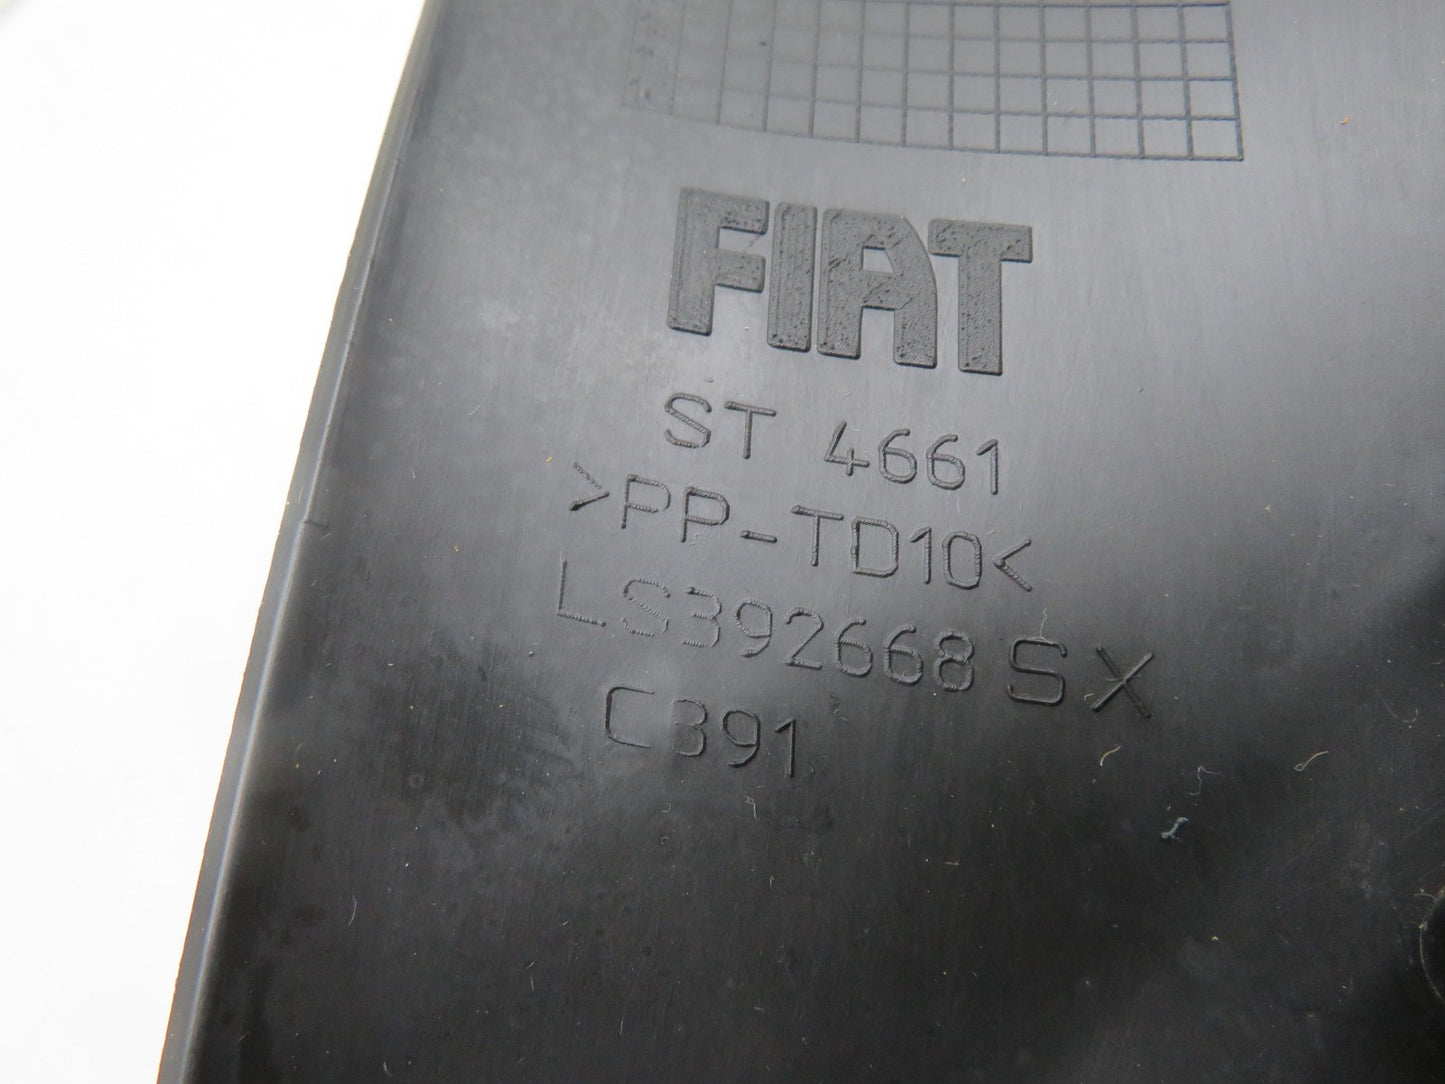 FIAT
ST 4661
>PP-TD10<
LS392668 SX
C391